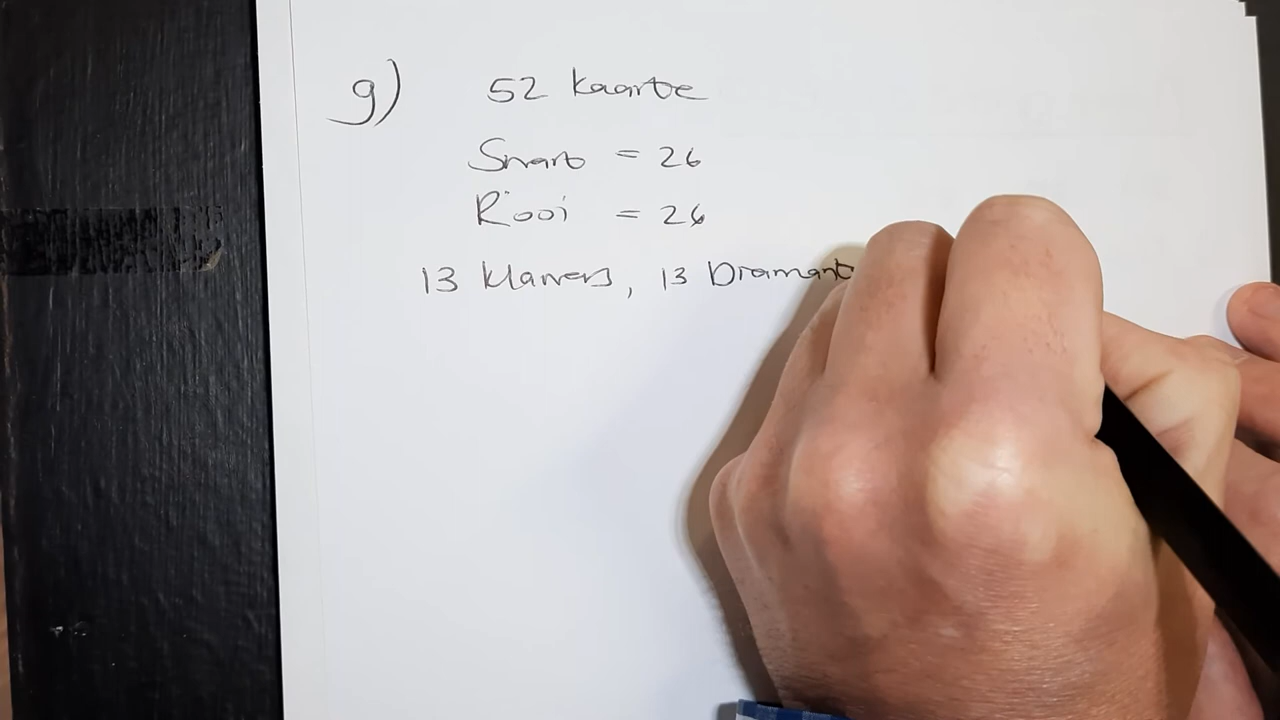 g) 52 kaarte
Swart = 26
Rooi = 26
13 klawers, 13 Diamant